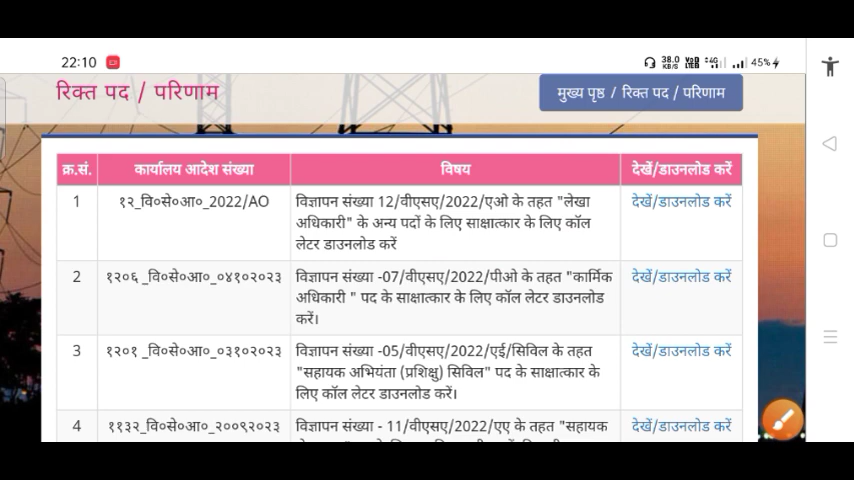 22:10
38.0 KB/S
45%
रिक्त पद / परिणाम
मुख्य पृष्ठ / रिक्त पद / परिणाम
क्र.सं. कार्यालय आदेश संख्या विषय देखें/डाउनलोड करें
1 १२_वि०से०आ०_2022/AO विज्ञापन संख्या 12/वीएसए/2022/एओ के तहत "लेखा देखें/डाउनलोड करें
अधिकारी" के अन्य पदों के लिए साक्षात्कार के लिए कॉल
लेटर डाउनलोड करें
2 १२०६ _वि०से०आ०_०४१०२०२३ विज्ञापन संख्या -07/वीएसए/2022/पीओ के तहत "कार्मिक देखें/डाउनलोड करें
अधिकारी " पद के साक्षात्कार के लिए कॉल लेटर डाउनलोड
करें।
3 १२०१ _वि०से०आ०_०३१०२०२३ विज्ञापन संख्या -05/वीएसए/2022/एई/सिविल के तहत देखें/डाउनलोड करें
"सहायक अभियंता (प्रशिक्षु) सिविल" पद के साक्षात्कार के
लिए कॉल लेटर डाउनलोड करें।
4 ११३२_वि०से०आ०_२००९२०२३ विज्ञापन संख्या - 11/वीएसए/2022/एए के तहत "सहायक देखें/डाउनलोड करें